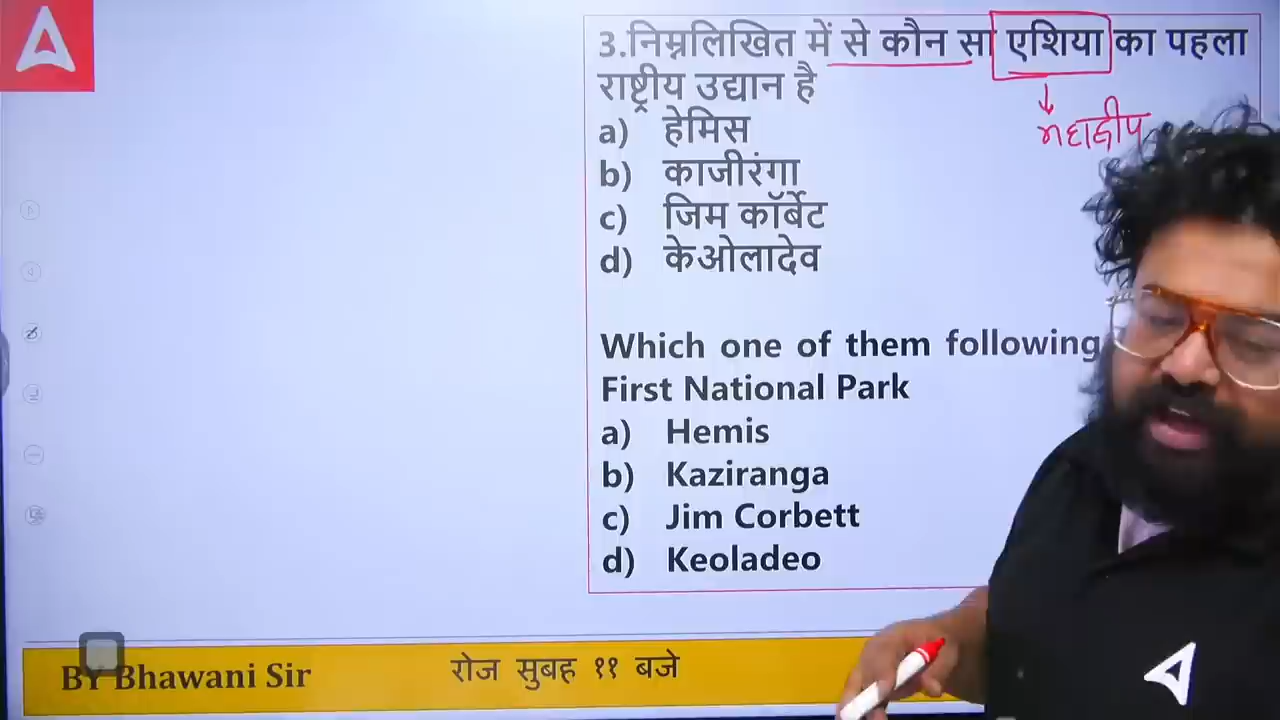 3.निम्नलिखित में से कौन सा एशिया का पहला
राष्ट्रीय उद्यान है
महाद्वीप
a) हेमिस
b) काजीरंगा
c) जिम कॉर्बेट
d) केओलादेव
Which one of them following
First National Park
a) Hemis
b) Kaziranga
c) Jim Corbett
d) Keoladeo
BY Bhawani Sir
रोज सुबह ११ बजे